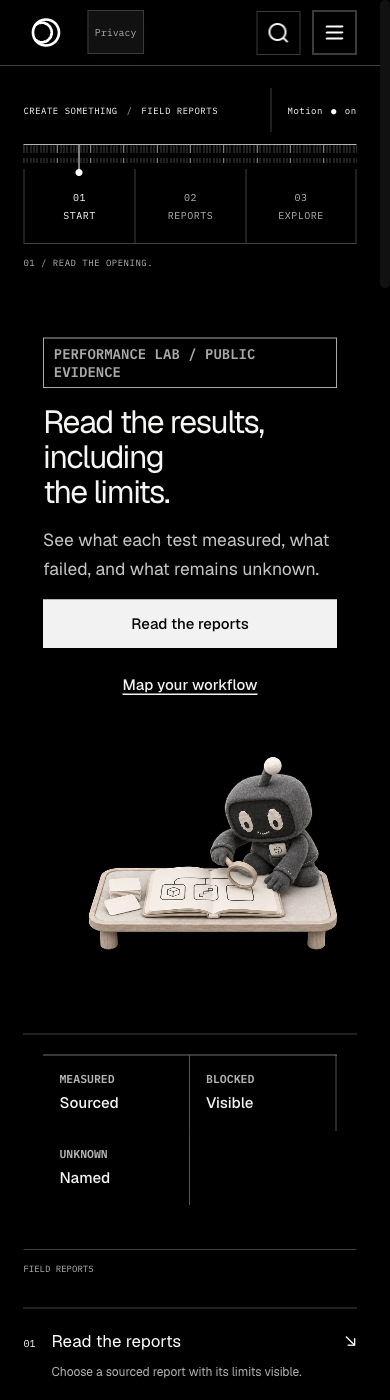 Privacy
CREATE SOMETHING / FIELD REPORTS
Motion ● on
01
START
02
REPORTS
03
EXPLORE
01 / READ THE OPENING.
PERFORMANCE LAB / PUBLIC
EVIDENCE
Read the results,
including
the limits.
See what each test measured, what
failed, and what remains unknown.
Read the reports
Map your workflow
MEASURED
Sourced
BLOCKED
Visible
UNKNOWN
Named
FIELD REPORTS
01 Read the reports
Choose a sourced report with its limits visible.